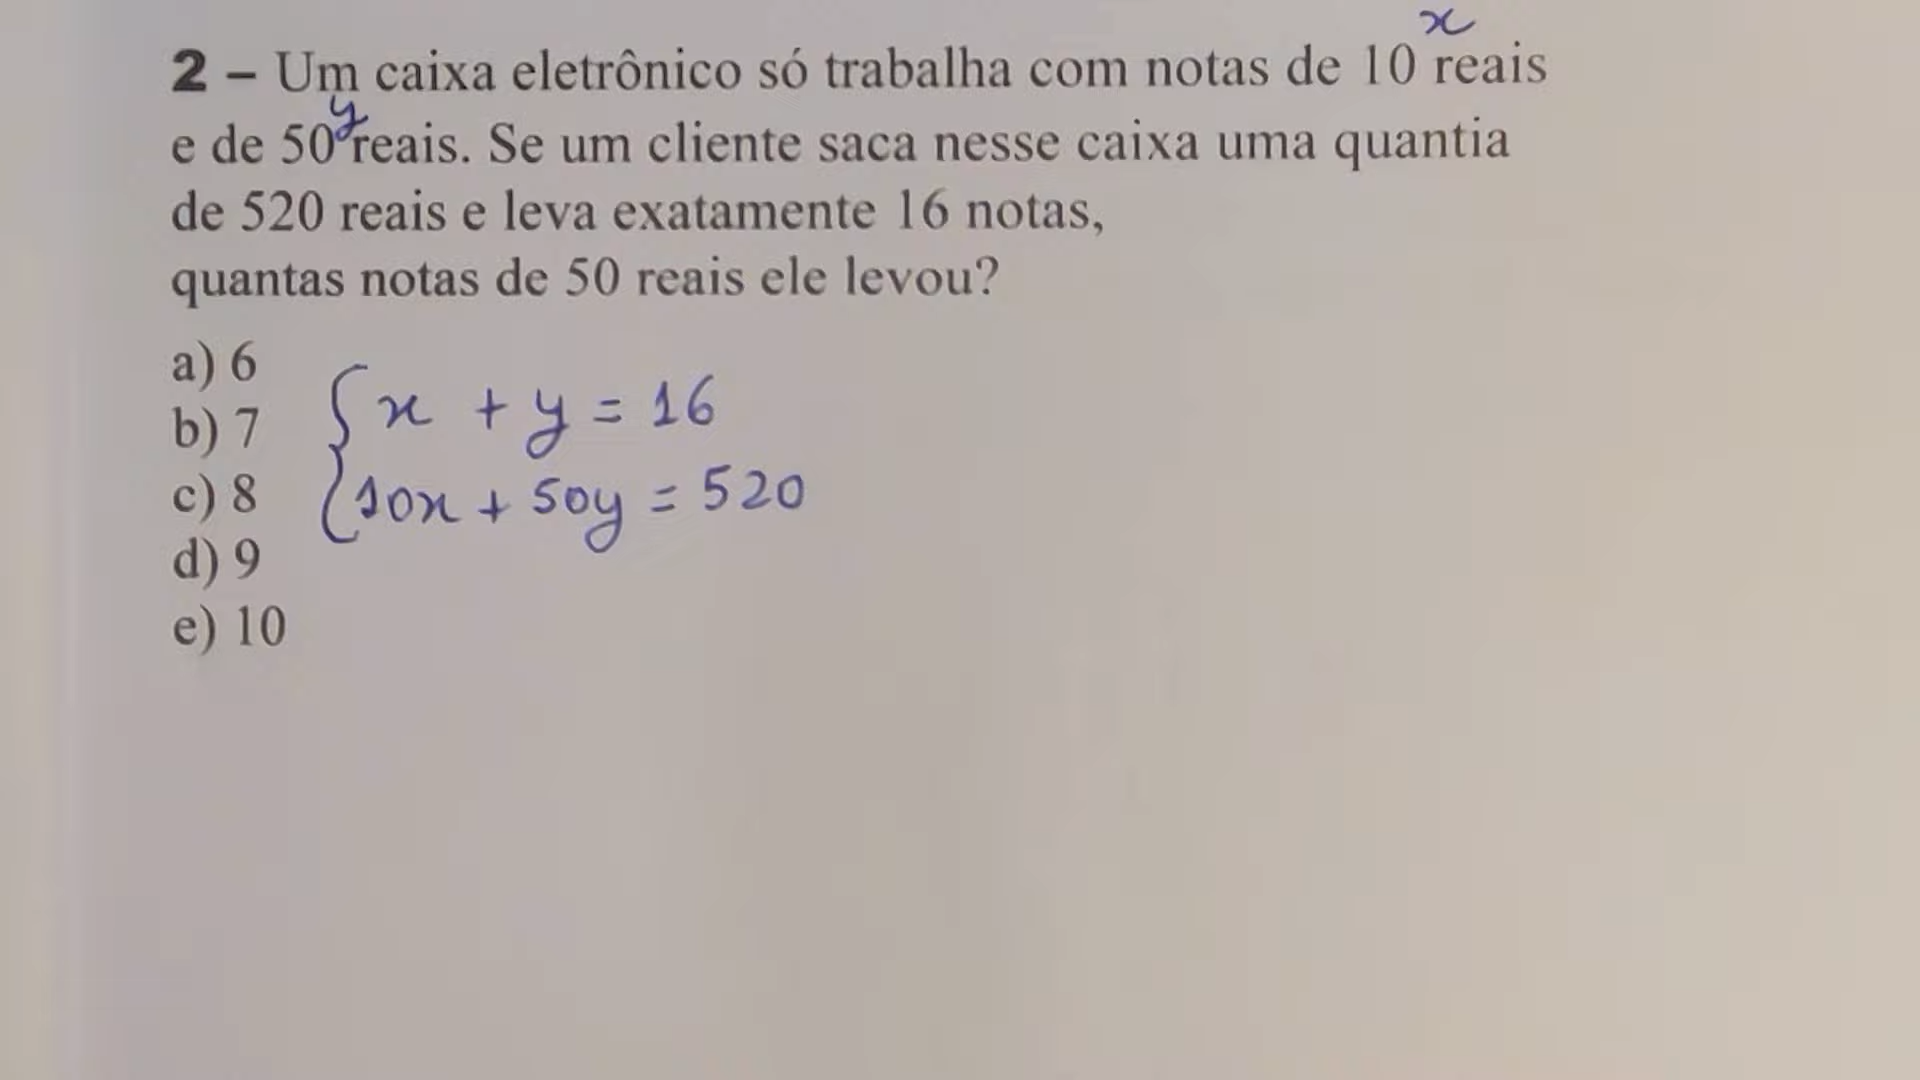 x
2 – Um caixa eletrônico só trabalha com notas de 10 reais
y
e de 50 reais. Se um cliente saca nesse caixa uma quantia
de 520 reais e leva exatamente 16 notas,
quantas notas de 50 reais ele levou?
a) 6
b) 7
c) 8
d) 9
e) 10
x + y = 16
10x + 50y = 520